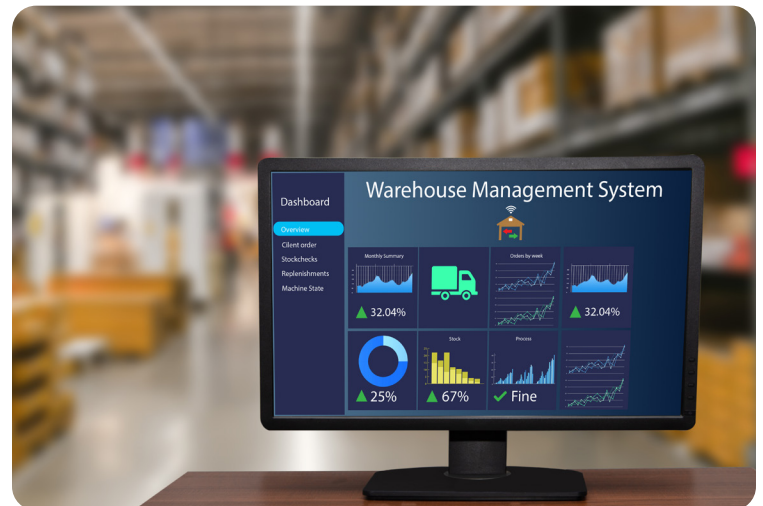 Warehouse Management System
Dashboard
Overview
Client order
Stockchecks
Replenishments
Machine State
Monthly Summary
Orders by week
32.04%
32.04%
Stock
Process
25%
67%
Fine